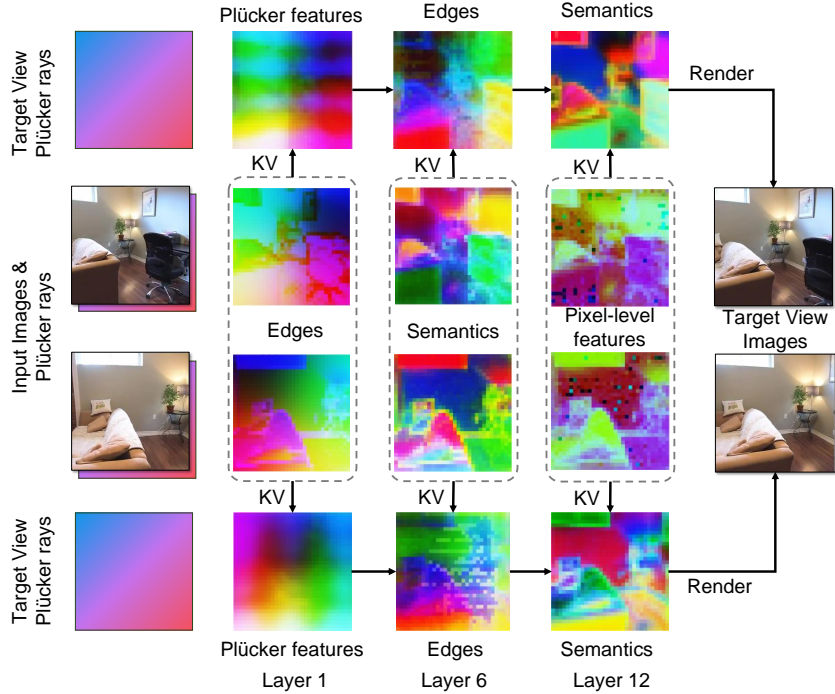 Plücker features
Edges
Semantics
Target View
Plücker rays
Render
KV
KV
KV
Input Images &
Plücker rays
Edges
Semantics
Pixel-level
features
Target View
Images
KV
KV
KV
Target View
Plücker rays
Render
Plücker features
Edges
Semantics
Layer 1
Layer 6
Layer 12